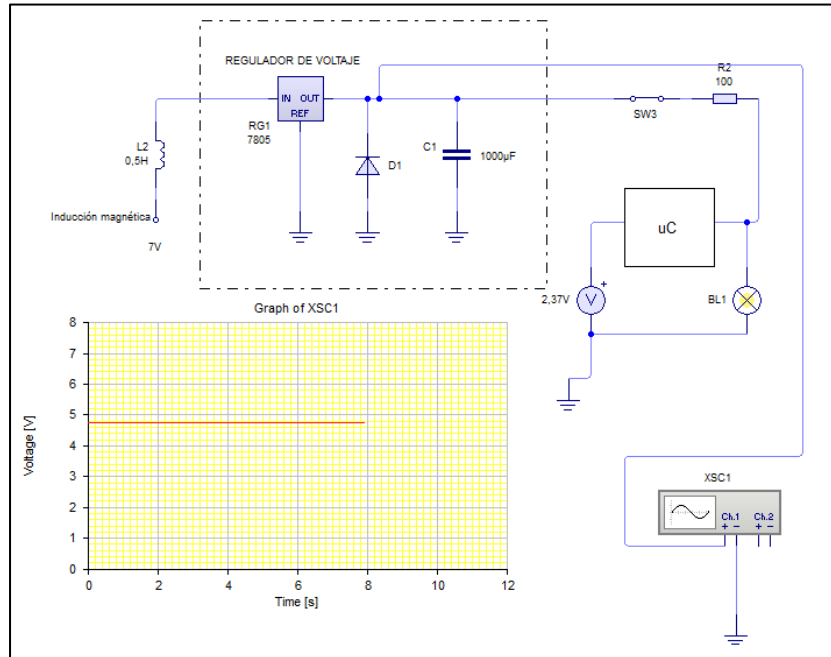 REGULADOR DE VOLTAJE
IN OUT
REF
RG1
7805
L2
0,5H
Inducción magnética
7V
D1
C1
1000µF
SW3
R2
100
uC
2,37V
V
+
BL1
Graph of XSC1
Voltage [V]
8
7
6
5
4
3
2
1
0
0 2 4 6 8 10 12
Time [s]
XSC1
Ch.1 Ch.2
+ − + −